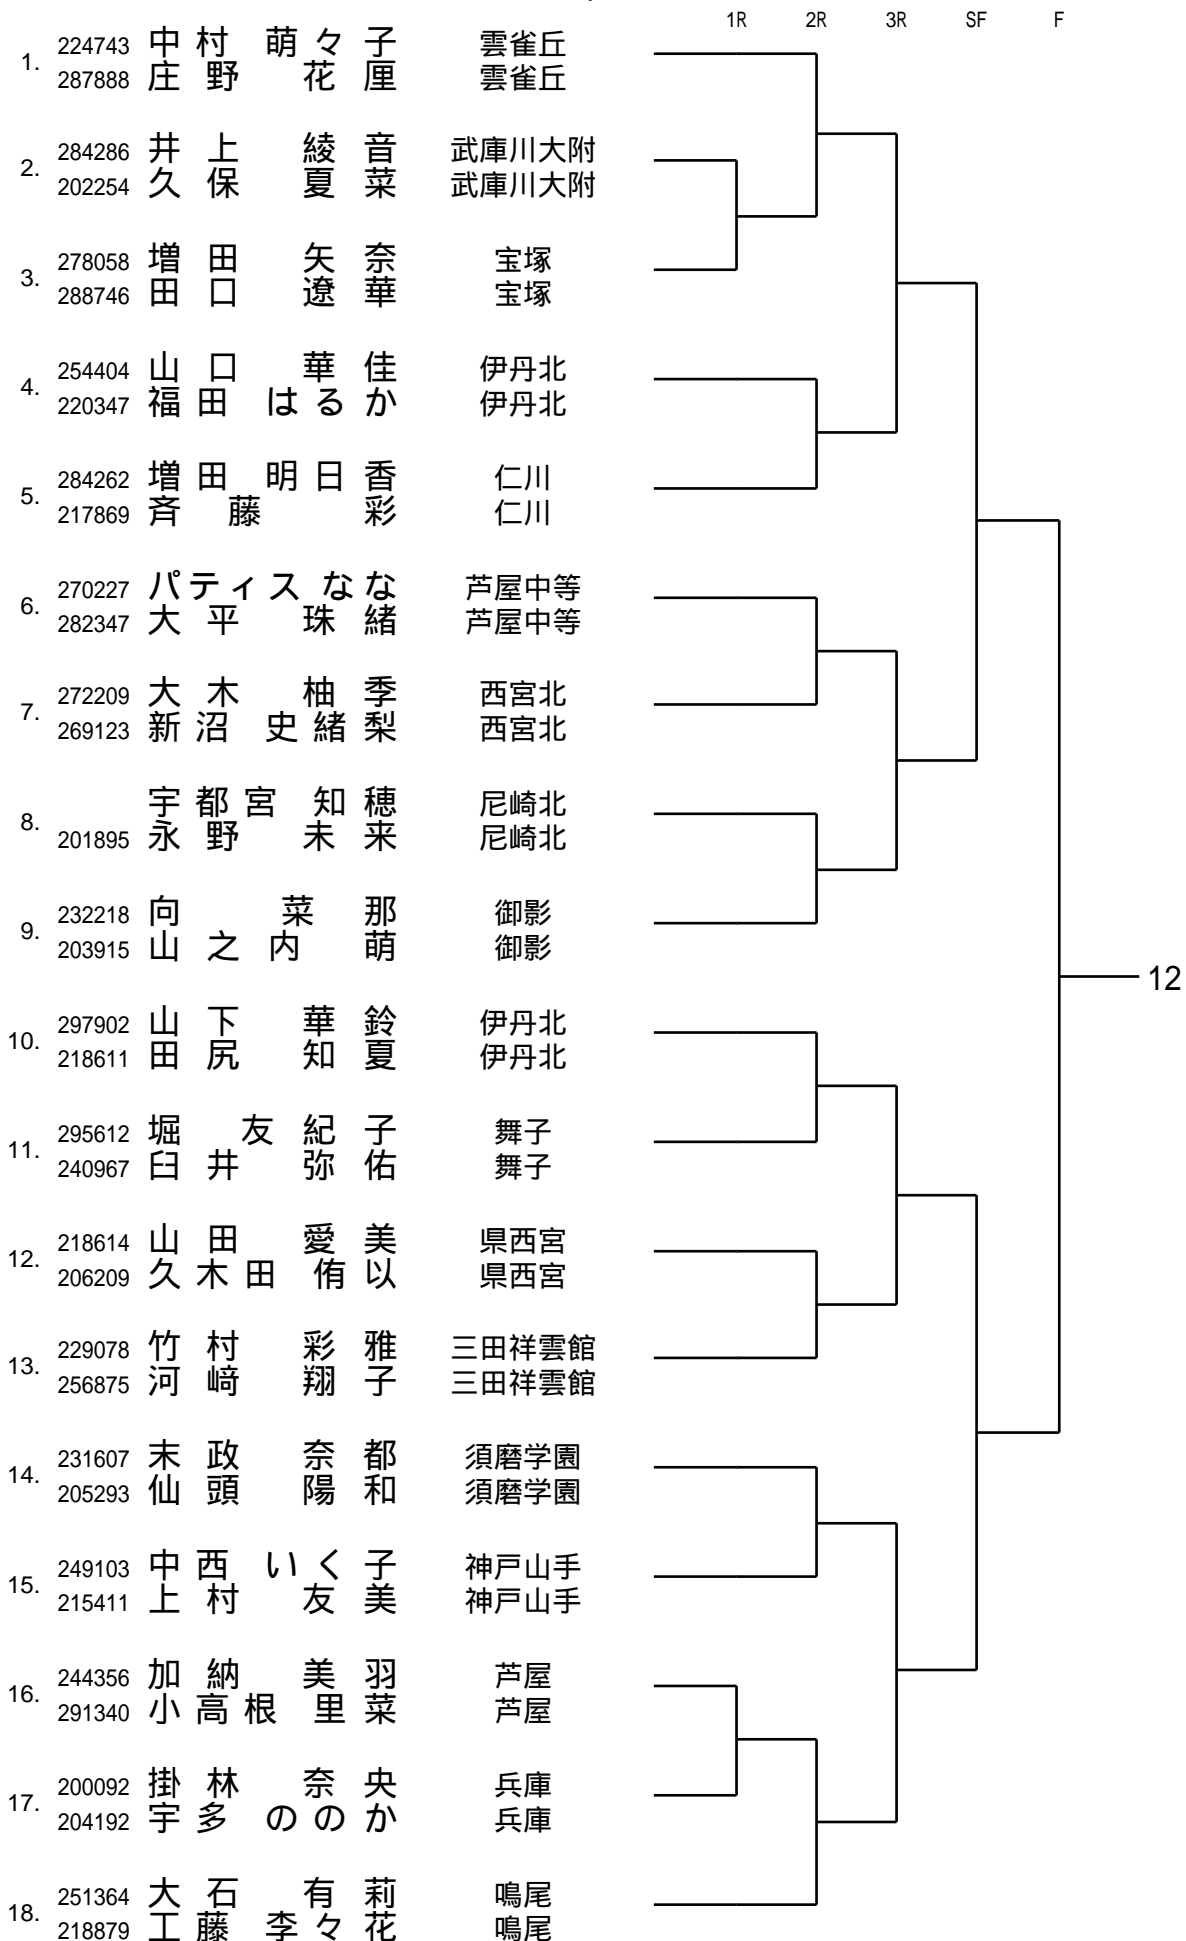 1R 2R 3R SF F
1. 224743 中村 萌々子 雲雀丘
287888 庄野 花厘 雲雀丘
2. 284286 井上 綾音 武庫川大附
202254 久保 夏菜 武庫川大附
3. 278058 増田 矢奈 宝塚
288746 田口 遼華 宝塚
4. 254404 山口 華佳 伊丹北
220347 福田 はるか 伊丹北
5. 284262 増田 明日香 仁川
217869 斉藤 彩 仁川
6. 270227 パティス なな 芦屋中等
282347 大平 珠緒 芦屋中等
7. 272209 大木 柚季 西宮北
269123 新沼 史緒梨 西宮北
8. 宇都宮 知穂 尼崎北
201895 永野 未来 尼崎北
9. 232218 向 菜那 御影
203915 山之内 萌 御影
12
10. 297902 山下 華鈴 伊丹北
218611 田尻 知夏 伊丹北
11. 295612 堀 友紀子 舞子
240967 臼井 弥佑 舞子
12. 218614 山田 愛美 県西宮
206209 久木田 侑以 県西宮
13. 229078 竹村 彩雅 三田祥雲館
256875 河﨑 翔子 三田祥雲館
14. 231607 末政 奈都 須磨学園
205293 仙頭 陽和 須磨学園
15. 249103 中西 いく子 神戸山手
215411 上村 友美 神戸山手
16. 244356 加納 美羽 芦屋
291340 小高根 里菜 芦屋
17. 200092 掛林 奈央 兵庫
204192 宇多 ののか 兵庫
18. 251364 大石 有莉 鳴尾
218879 工藤 李々花 鳴尾